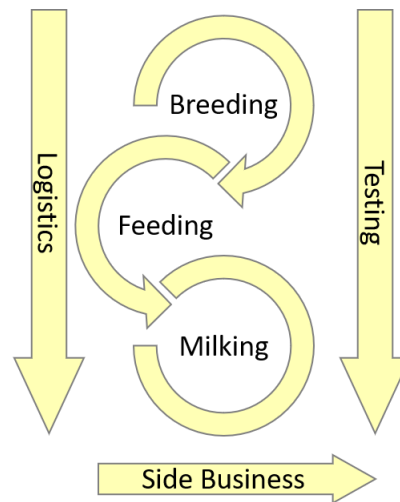 Breeding
Logistics
Testing
Feeding
Milking
Side Business